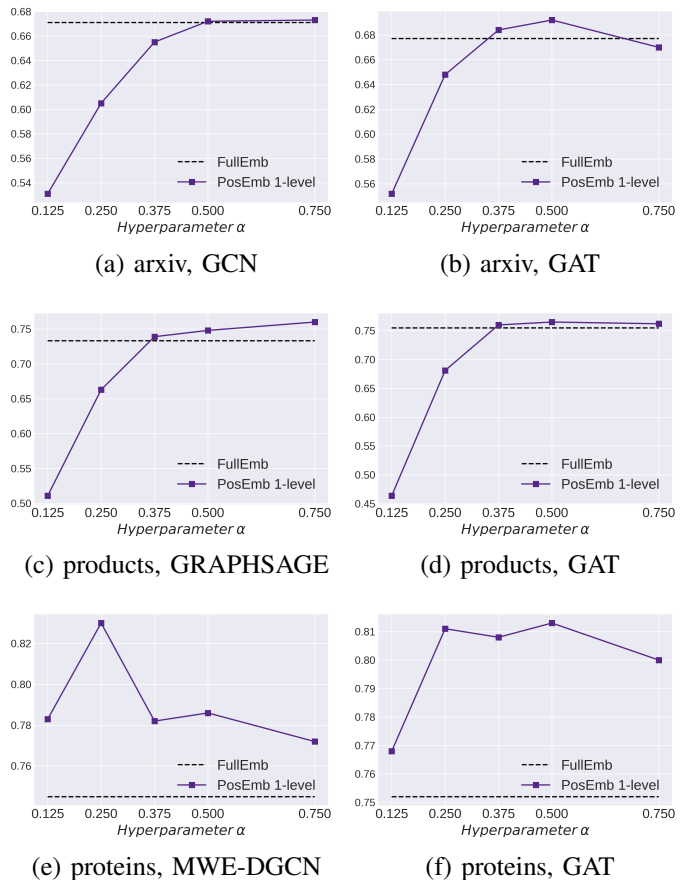 0.68
0.66
0.64
0.62
0.60
0.58
0.56
0.54
FullEmb
PosEmb 1-level
0.125 0.250 0.375 0.500 0.750
Hyperparameter α
(a) arxiv, GCN
0.68
0.66
0.64
0.62
0.60
0.58
0.56
FullEmb
PosEmb 1-level
0.125 0.250 0.375 0.500 0.750
Hyperparameter α
(b) arxiv, GAT
0.75
0.70
0.65
0.60
0.55
0.50
FullEmb
PosEmb 1-level
0.125 0.250 0.375 0.500 0.750
Hyperparameter α
(c) products, GRAPHSAGE
0.75
0.70
0.65
0.60
0.55
0.50
0.45
FullEmb
PosEmb 1-level
0.125 0.250 0.375 0.500 0.750
Hyperparameter α
(d) products, GAT
0.82
0.80
0.78
0.76
FullEmb
PosEmb 1-level
0.125 0.250 0.375 0.500 0.750
Hyperparameter α
(e) proteins, MWE-DGCN
0.81
0.80
0.79
0.78
0.77
0.76
0.75
FullEmb
PosEmb 1-level
0.125 0.250 0.375 0.500 0.750
Hyperparameter α
(f) proteins, GAT